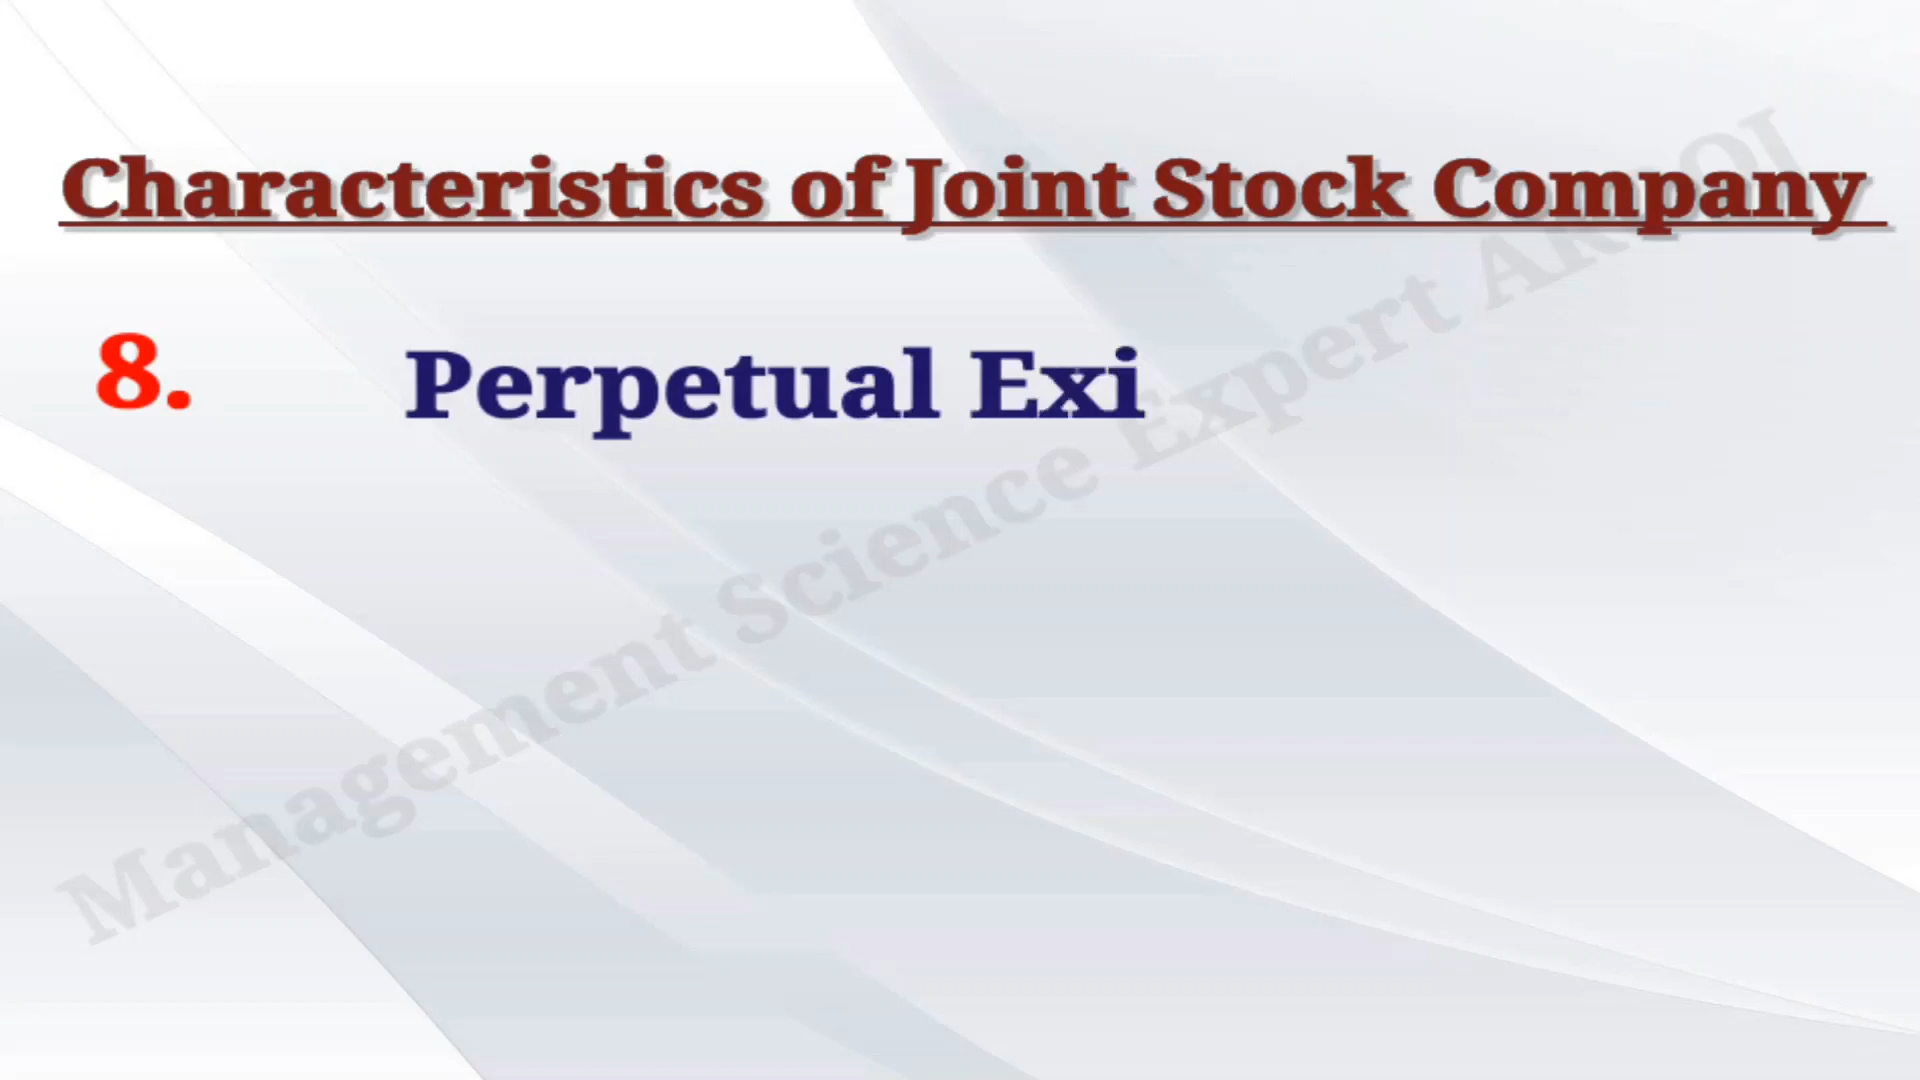 Characteristics of Joint Stock Company
8. Perpetual Exi
Management Science Expert